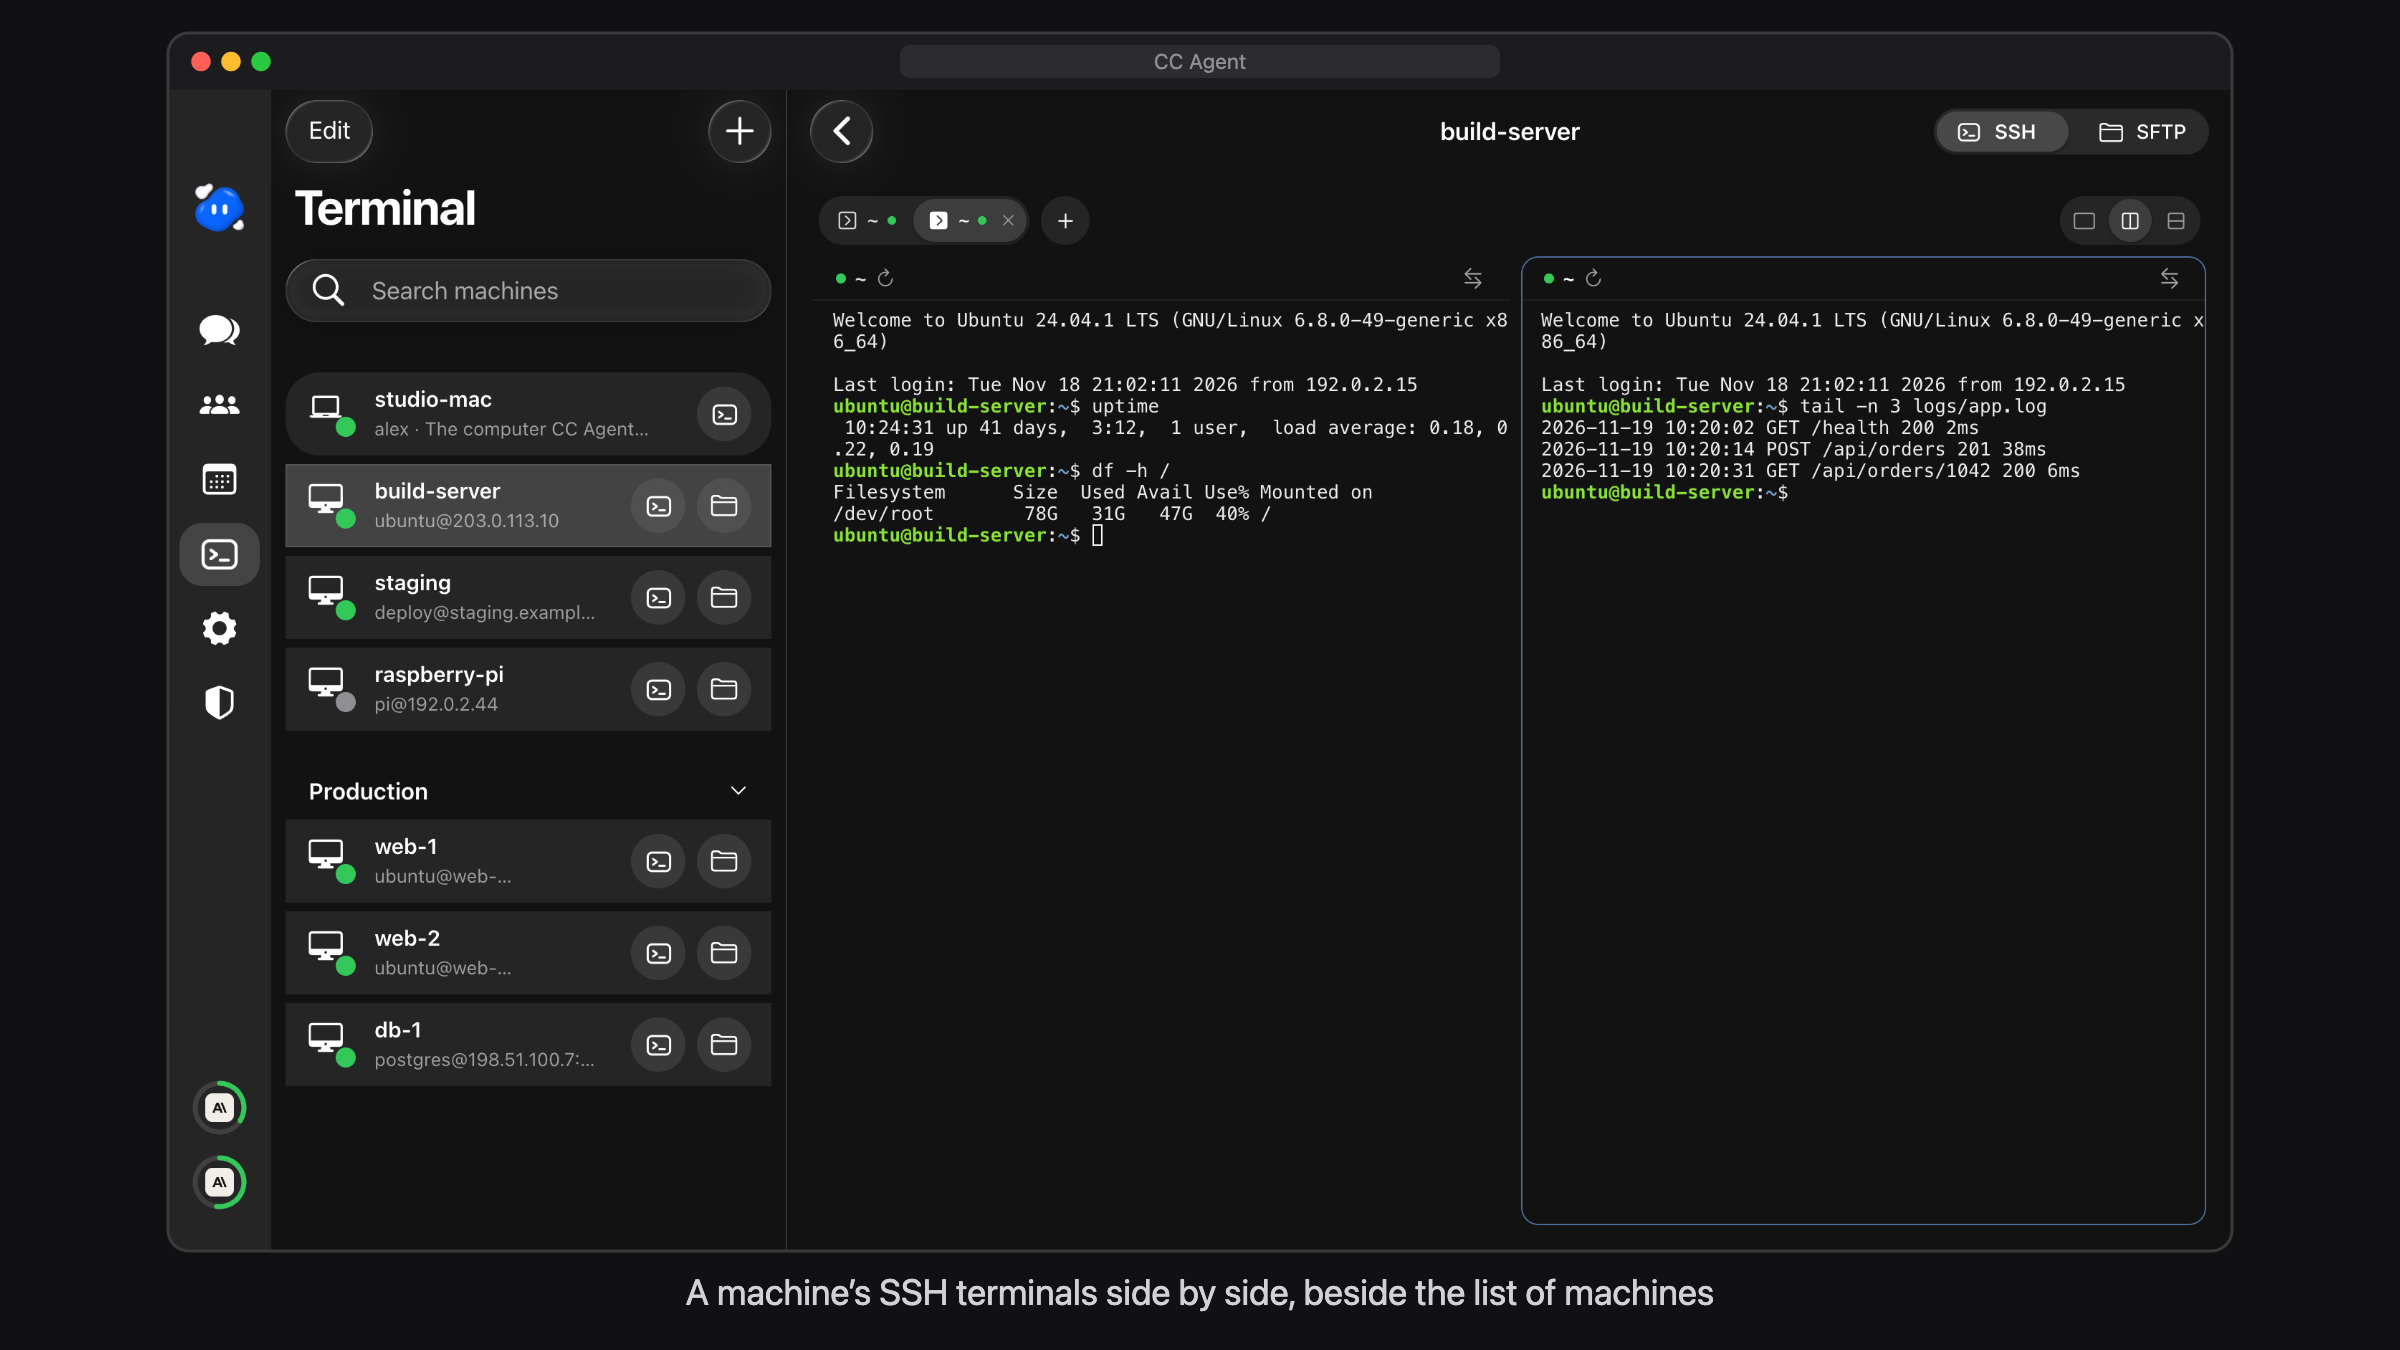 CC Agent
Edit
Terminal
Search machines
studio-mac
alex · The computer CC Agent...
build-server
ubuntu@203.0.113.10
staging
deploy@staging.exampl...
raspberry-pi
pi@192.0.2.44
Production
web-1
ubuntu@web-...
web-2
ubuntu@web-...
db-1
postgres@198.51.100.7:...
build-server
SSH
SFTP
~
~
~
Welcome to Ubuntu 24.04.1 LTS (GNU/Linux 6.8.0-49-generic x8
6_64)
Last login: Tue Nov 18 21:02:11 2026 from 192.0.2.15
ubuntu@build-server:~$ uptime
10:24:31 up 41 days,  3:12,  1 user,  load average: 0.18, 0
.22, 0.19
ubuntu@build-server:~$ df -h /
Filesystem      Size  Used Avail Use% Mounted on
/dev/root        78G   31G   47G  40% /
ubuntu@build-server:~$
~
Welcome to Ubuntu 24.04.1 LTS (GNU/Linux 6.8.0-49-generic x
86_64)
Last login: Tue Nov 18 21:02:11 2026 from 192.0.2.15
ubuntu@build-server:~$ tail -n 3 logs/app.log
2026-11-19 10:20:02 GET /health 200 2ms
2026-11-19 10:20:14 POST /api/orders 201 38ms
2026-11-19 10:20:31 GET /api/orders/1042 200 6ms
ubuntu@build-server:~$
A machine’s SSH terminals side by side, beside the list of machines